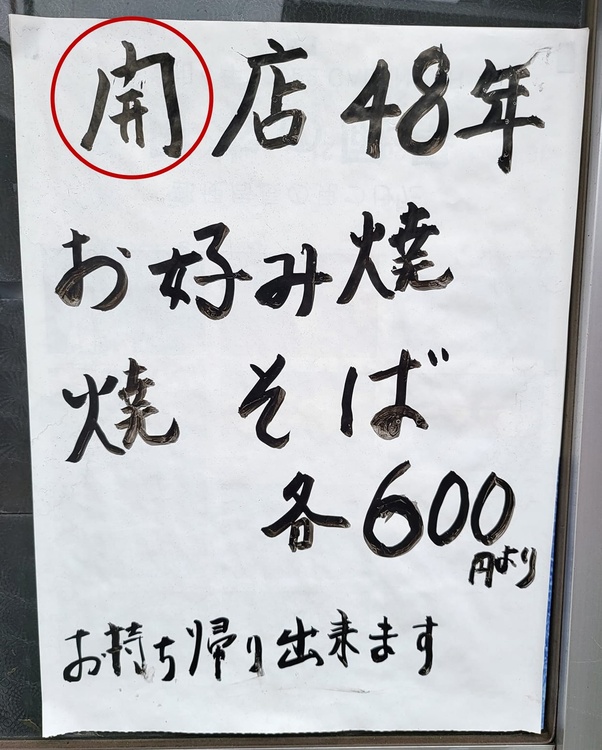 開店48年
お好み焼
焼そば
各600
円より
お持ち帰り出来ます